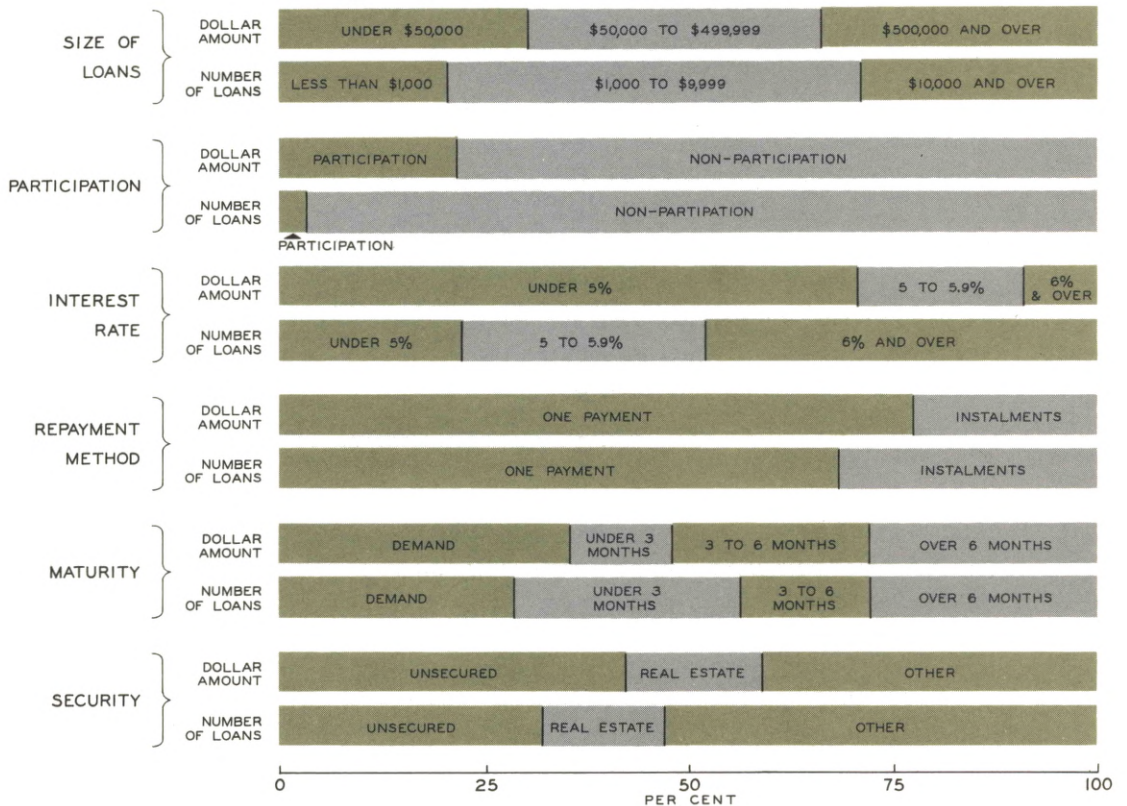 SIZE OF
LOANS
DOLLAR
AMOUNT
UNDER $50,000
$50,000 TO $499,999
$500,000 AND OVER
NUMBER
OF LOANS
LESS THAN $1,000
$1,000 TO $9,999
$10,000 AND OVER
PARTICIPATION
DOLLAR
AMOUNT
PARTICIPATION
NON-PARTICIPATION
NUMBER
OF LOANS
NON-PARTIPATION
PARTICIPATION
INTEREST
RATE
DOLLAR
AMOUNT
UNDER 5%
5 TO 5.9%
6%
& OVER
NUMBER
OF LOANS
UNDER 5%
5 TO 5.9%
6% AND OVER
REPAYMENT
METHOD
DOLLAR
AMOUNT
ONE PAYMENT
INSTALMENTS
NUMBER
OF LOANS
ONE PAYMENT
INSTALMENTS
MATURITY
DOLLAR
AMOUNT
DEMAND
UNDER 3
MONTHS
3 TO 6 MONTHS
OVER 6 MONTHS
NUMBER
OF LOANS
DEMAND
UNDER 3
MONTHS
3 TO 6
MONTHS
OVER 6 MONTHS
SECURITY
DOLLAR
AMOUNT
UNSECURED
REAL ESTATE
OTHER
NUMBER
OF LOANS
UNSECURED
REAL ESTATE
OTHER
0 25 50 75 100
PER CENT